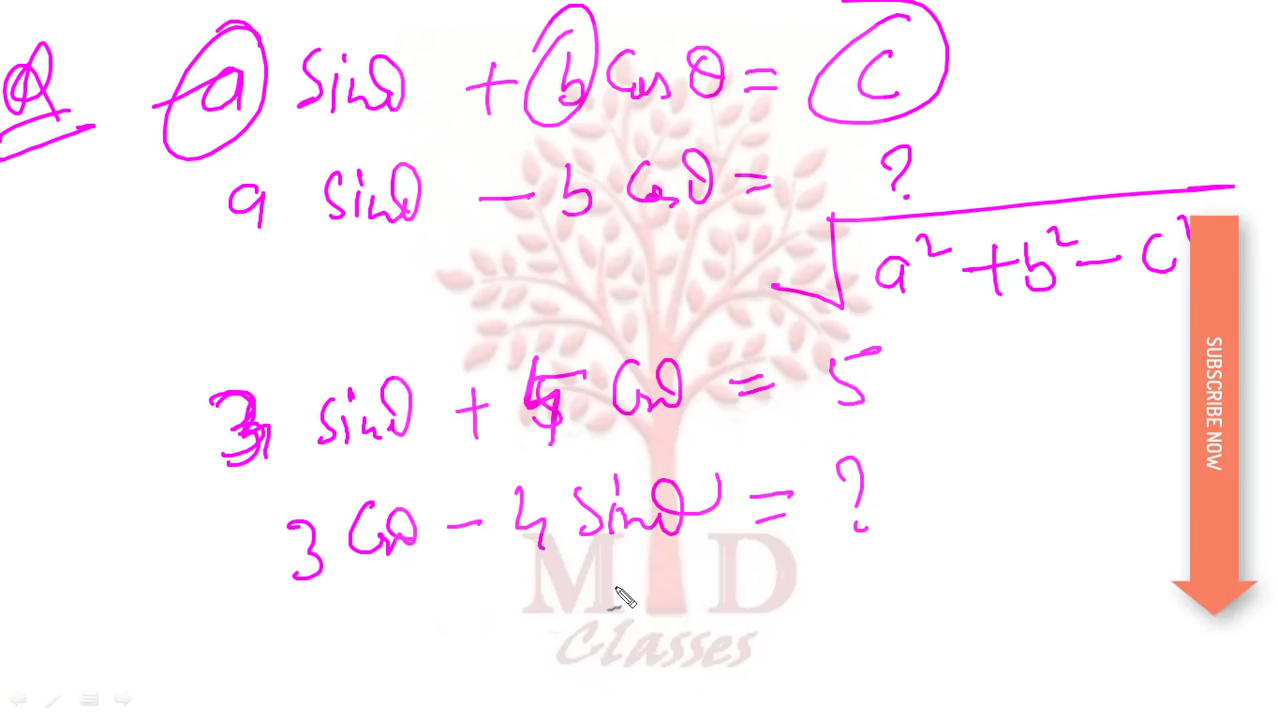 Q a sinθ + b cosθ = c
a sinθ - b cosθ = ?
√a² + b² - c²
3 sinθ + 4 cosθ = 5
3 cosθ - 4 sinθ = ?
SUBSCRIBE NOW
M D
Classes